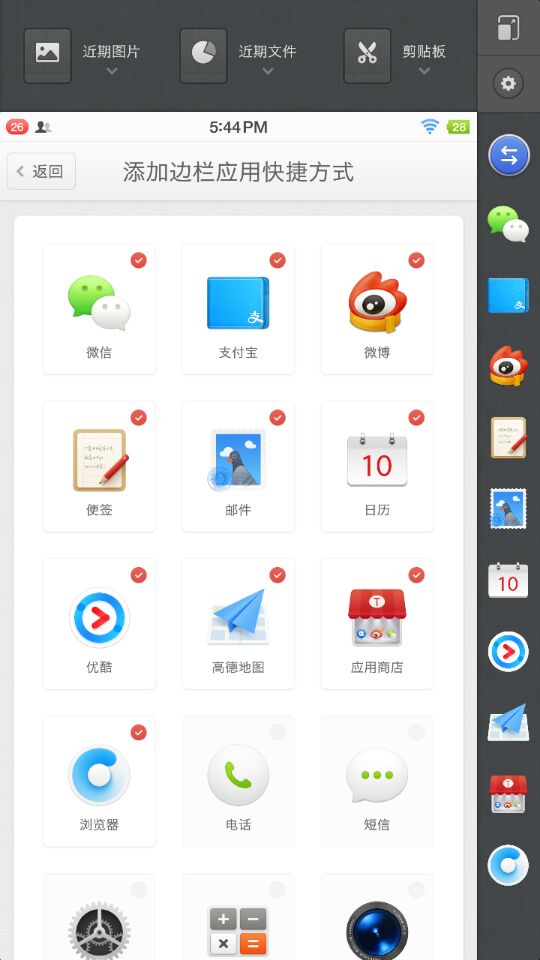 近期图片
近期文件
剪贴板
26
5:44PM
28
返回
添加边栏应用快捷方式
微信
支付宝
微博
10
便签
邮件
日历
T
优酷
高德地图
应用商店
浏览器
电话
短信
支
支
10
T